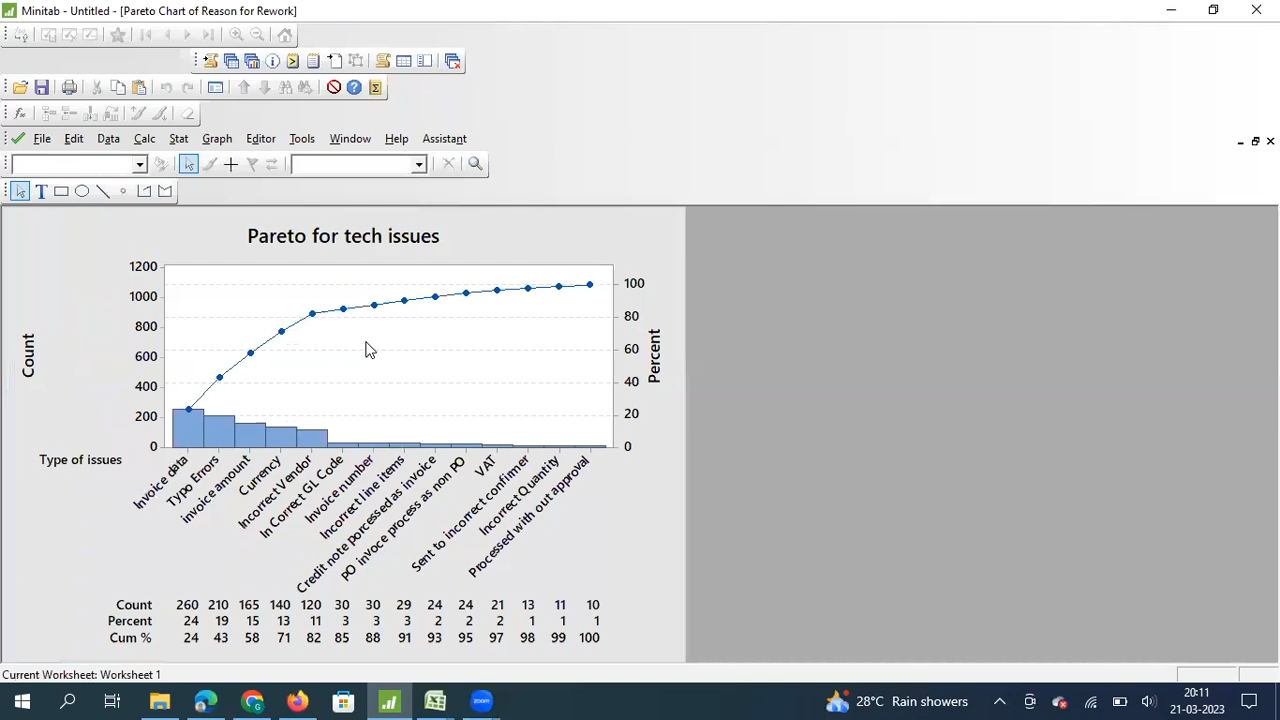 Minitab - Untitled - [Pareto Chart of Reason for Rework]
File Edit Data Calc Stat Graph Editor Tools Window Help Assistant
Pareto for tech issues
1200
1000
800
600
400
200
0
Count
100
80
60
40
20
0
Percent
Type of issues
Invoice data
Typo Errors
invoice amount
Currency
Incorrect Vendor
In Correct GL Code
Invoice number
Incorrect line items
Credit note porcessed as invoice
PO invoce process as non PO
VAT
Sent to incorrect confirmer
Incorrect Quantity
Processed with out approval
Count 260 210 165 140 120 30 30 29 24 24 21 13 11 10
Percent 24 19 15 13 11 3 3 3 2 2 2 1 1 1
Cum % 24 43 58 71 82 85 88 91 93 95 97 98 99 100
Current Worksheet: Worksheet 1
zoom
28°C Rain showers
20:11
21-03-2023